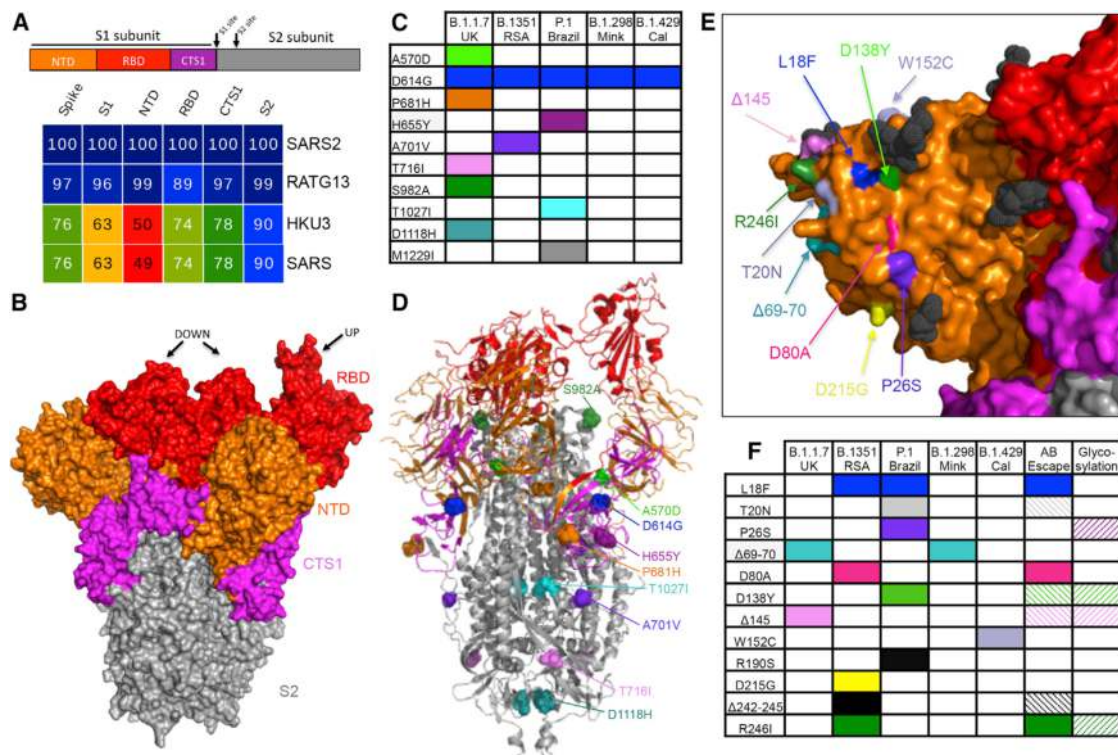 A
S1 subunit
S1 site
S2 site
S2 subunit
NTD RBD CTS1
Spike S1 NTD RBD CTS1 S2
100 100 100 100 100 100 SARS2
97 96 99 89 97 99 RATG13
76 63 50 74 78 90 HKU3
76 63 49 74 78 90 SARS
B
DOWN
UP
RBD
NTD
CTS1
S2
C
B.1.1.7 B.1351 P.1 B.1.298 B.1.429
UK RSA Brazil Mink Cal
A570D
D614G
P681H
H655Y
A701V
T716I
S982A
T1027I
D1118H
M1229I
D
S982A
A570D
D614G
H655Y
P681H
T1027I
A701V
T716I
D1118H
E
D138Y
L18F
W152C
Δ145
R246I
T20N
Δ69-70
D80A
P26S
D215G
F
B.1.1.7 B.1351 P.1 B.1.298 B.1.429 AB Glyco-
UK RSA Brazil Mink Cal Escape sylation
L18F
T20N
P26S
Δ69-70
D80A
D138Y
Δ145
W152C
R190S
D215G
Δ242-245
R246I